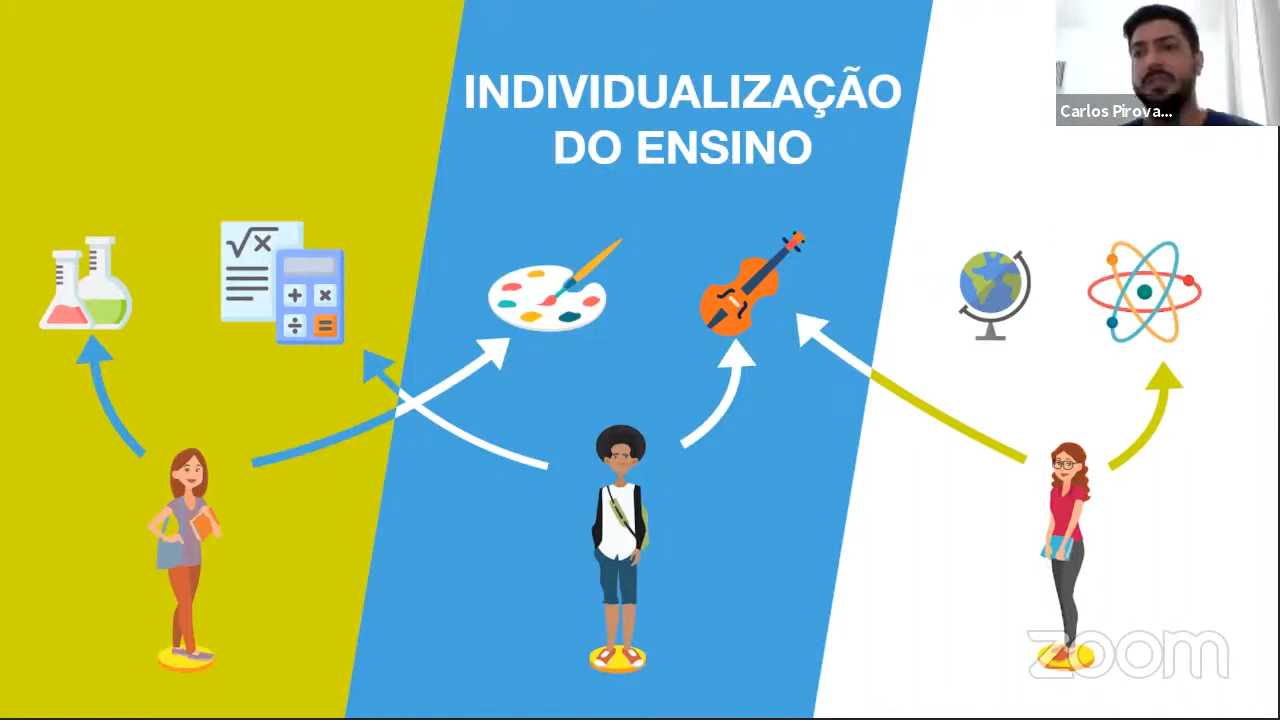 INDIVIDUALIZAÇÃO
DO ENSINO
Carlos Pirova...
√x
+ x
÷ =
zoom